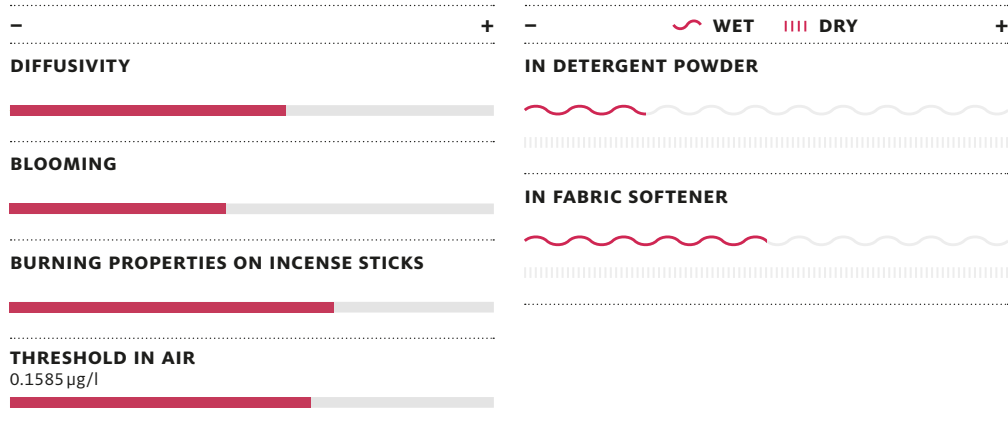 – +
DIFFUSIVITY
BLOOMING
BURNING PROPERTIES ON INCENSE STICKS
THRESHOLD IN AIR
0.1585 µg/l
– WET DRY +
IN DETERGENT POWDER
IN FABRIC SOFTENER